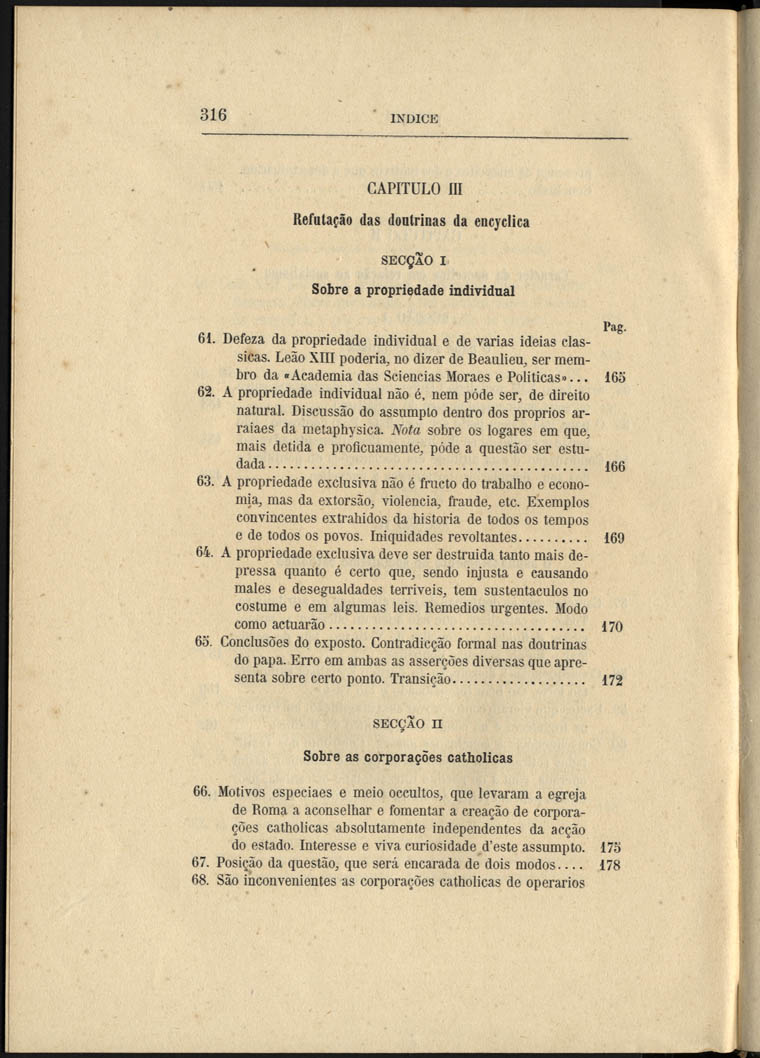 316
INDICE
CAPITULO III
Refutação das doutrinas da encyclica
SECÇÃO I
Sobre a propriedade individual
Pag.
61. Defeza da propriedade individual e de varias ideias clas-
sicas. Leão XIII poderia, no dizer de Beaulieu, ser mem-
bro da «Academia das Sciencias Moraes e Politicas»... 165
62. A propriedade individual não é, nem póde ser, de direito
natural. Discussão do assumpto dentro dos proprios ar-
raiaes da metaphysica. Nota sobre os logares em que,
mais detida e proficuamente, póde a questão ser estu-
dada............................................ 166
63. A propriedade exclusiva não é fructo do trabalho e econo-
mia, mas da extorsão, violencia, fraude, etc. Exemplos
convincentes extrahidos da historia de todos os tempos
e de todos os povos. Iniquidades revoltantes.......... 169
64. A propriedade exclusiva deve ser destruida tanto mais de-
pressa quanto é certo que, sendo injusta e causando
males e desegualdades terriveis, tem sustentaculos no
costume e em algumas leis. Remedios urgentes. Modo
como actuarão.................................... 170
65. Conclusões do exposto. Contradicção formal nas doutrinas
do papa. Erro em ambas as asserções diversas que apre-
senta sobre certo ponto. Transição................... 172
SECÇÃO II
Sobre as corporações catholicas
66. Motivos especiaes e meio occultos, que levaram a egreja
de Roma a aconselhar e fomentar a creação de corpora-
ções catholicas absolutamente independentes da acção
do estado. Interesse e viva curiosidade d'este assumpto. 175
67. Posição da questão, que será encarada de dois modos.... 178
68. São inconvenientes as corporações catholicas de operarios